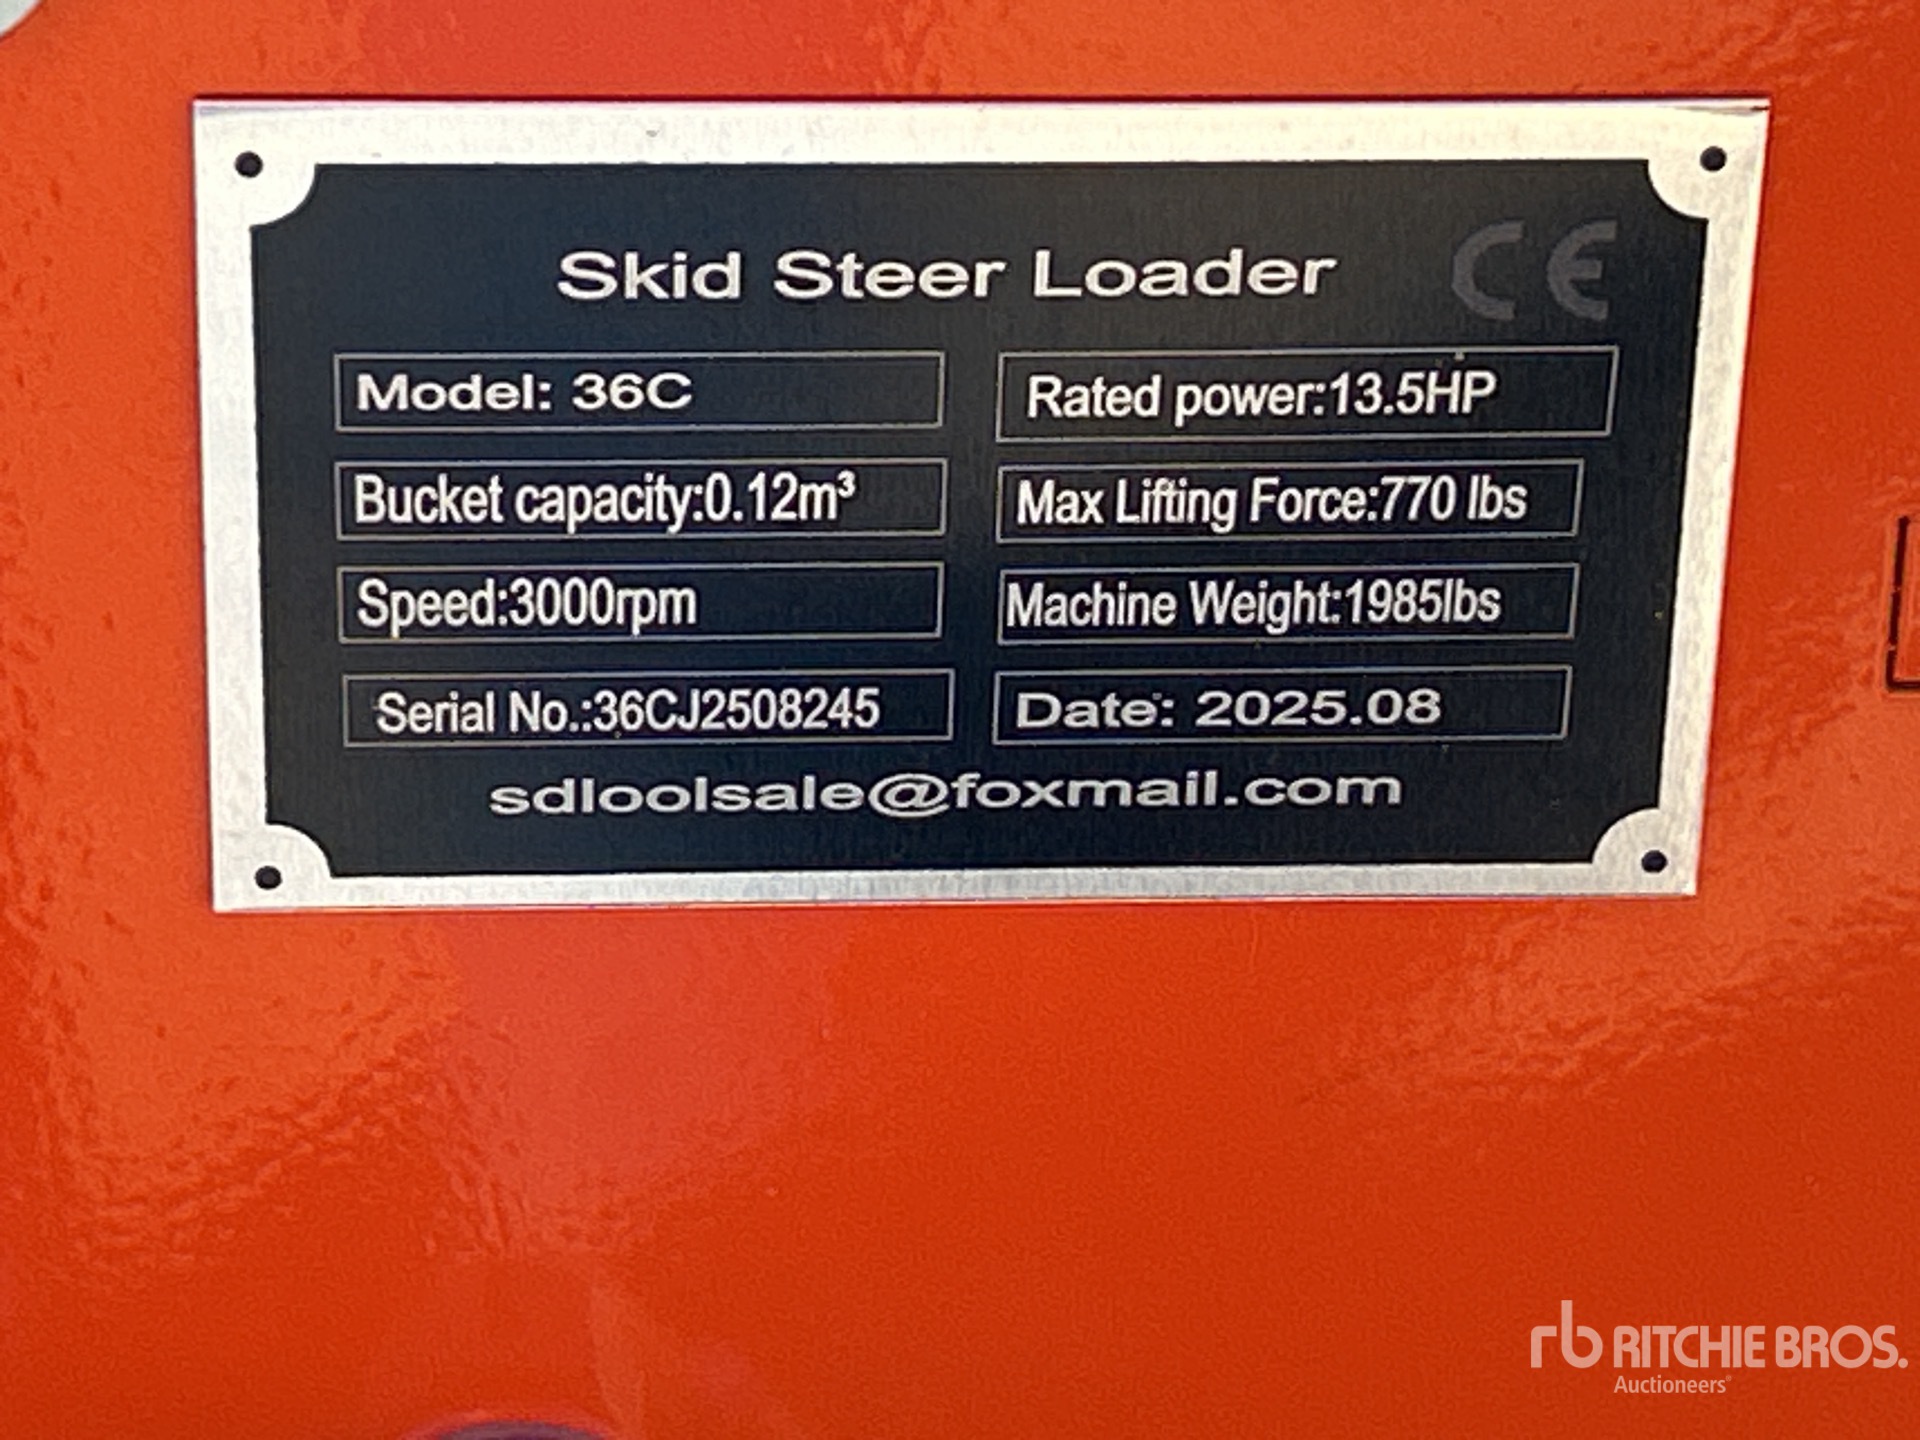 Skid Steer Loader CE
Model: 36C
Rated power:13.5HP
Bucket capacity:0.12m³
Max Lifting Force:770 lbs
Speed:3000rpm
Machine Weight:1985lbs
Serial No.:36CJ2508245
Date: 2025.08
sdloolsale@foxmail.com
rb RITCHIE BROS.
Auctioneers